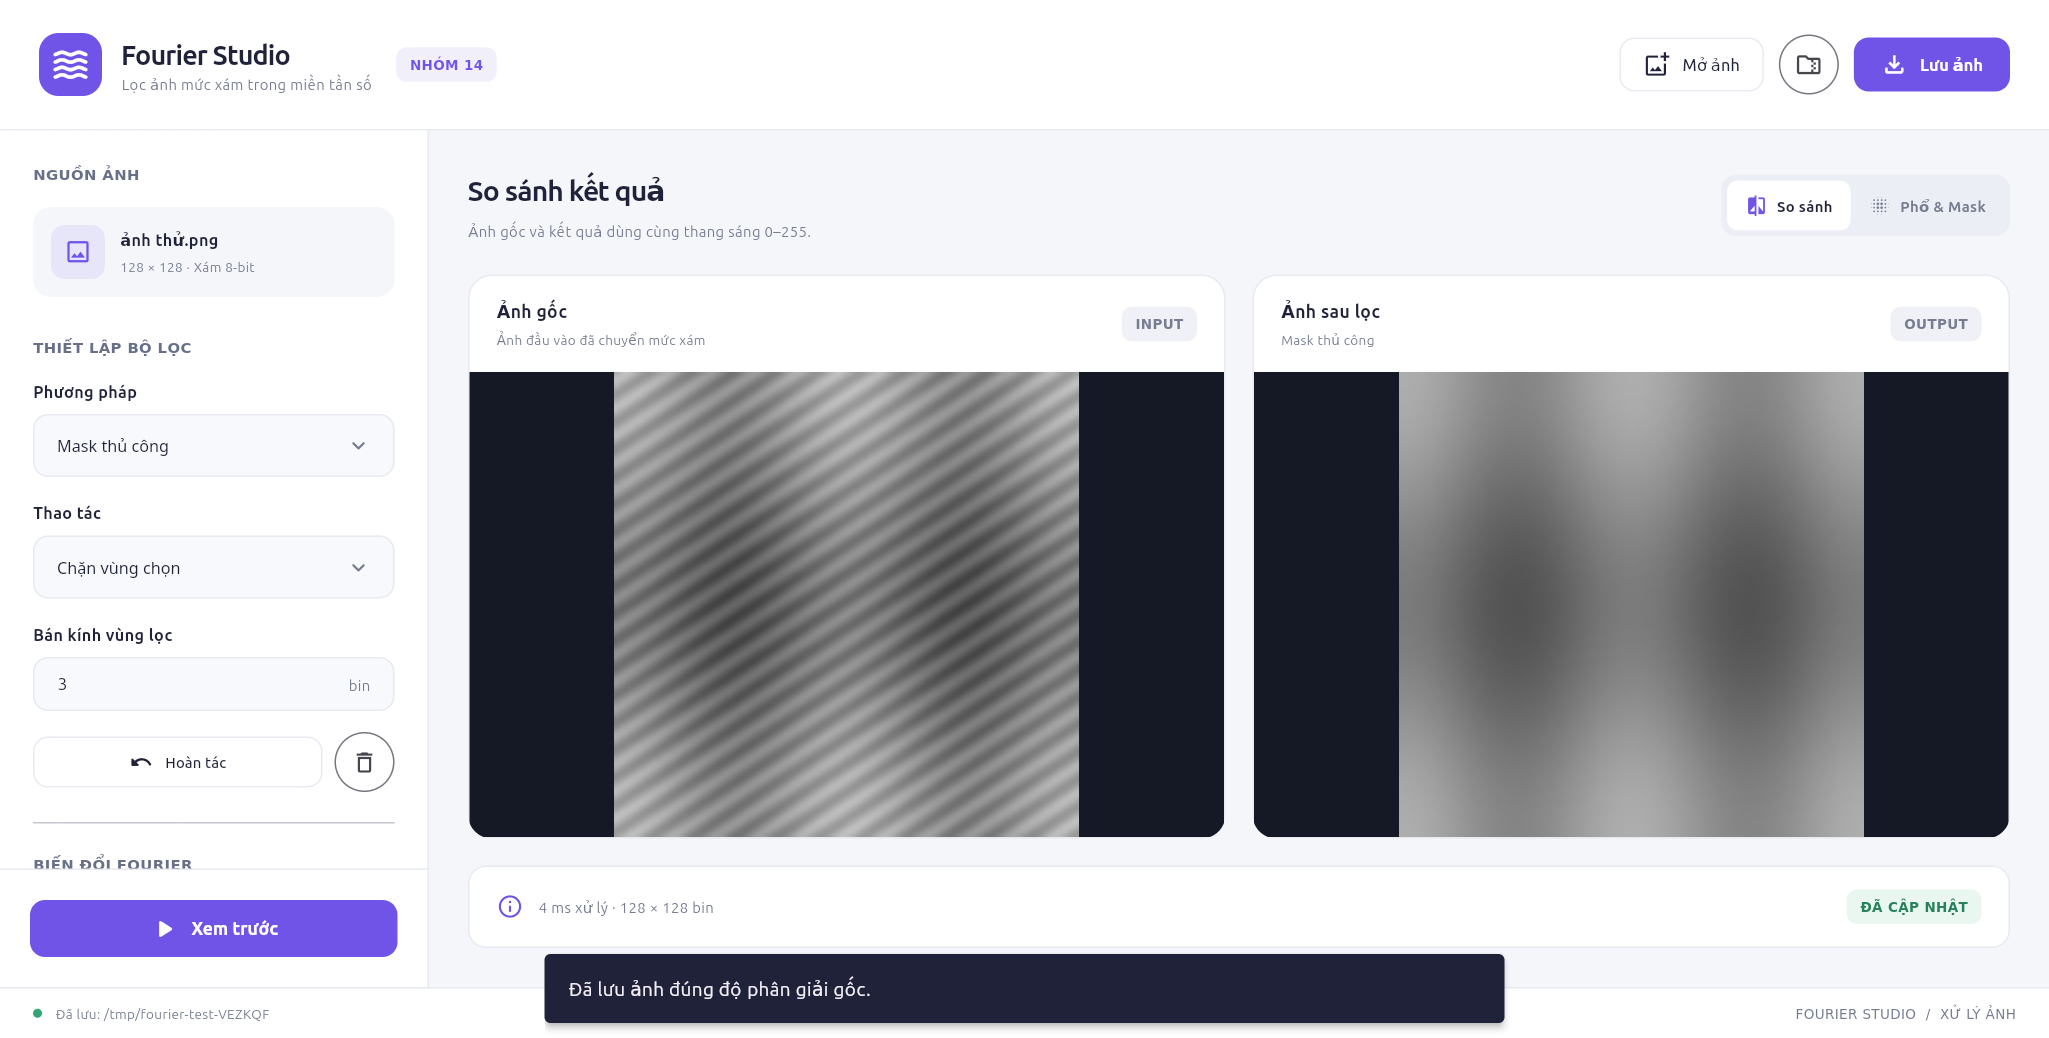 Fourier Studio
Lọc ảnh mức xám trong miền tần số
NHÓM 14
Mở ảnh
Lưu ảnh
NGUỒN ẢNH
ảnh thử.png
128 × 128 · Xám 8-bit
THIẾT LẬP BỘ LỌC
Phương pháp
Mask thủ công
Thao tác
Chặn vùng chọn
Bán kính vùng lọc
3 bin
Hoàn tác
BIẾN ĐỔI FOURIER
Xem trước
So sánh kết quả
Ảnh gốc và kết quả dùng cùng thang sáng 0–255.
So sánh
Phổ & Mask
Ảnh gốc
Ảnh đầu vào đã chuyển mức xám
INPUT
Ảnh sau lọc
Mask thủ công
OUTPUT
4 ms xử lý · 128 × 128 bin
ĐÃ CẬP NHẬT
Đã lưu ảnh đúng độ phân giải gốc.
Đã lưu: /tmp/fourier-test-VEZKQF
FOURIER STUDIO / XỬ LÝ ẢNH